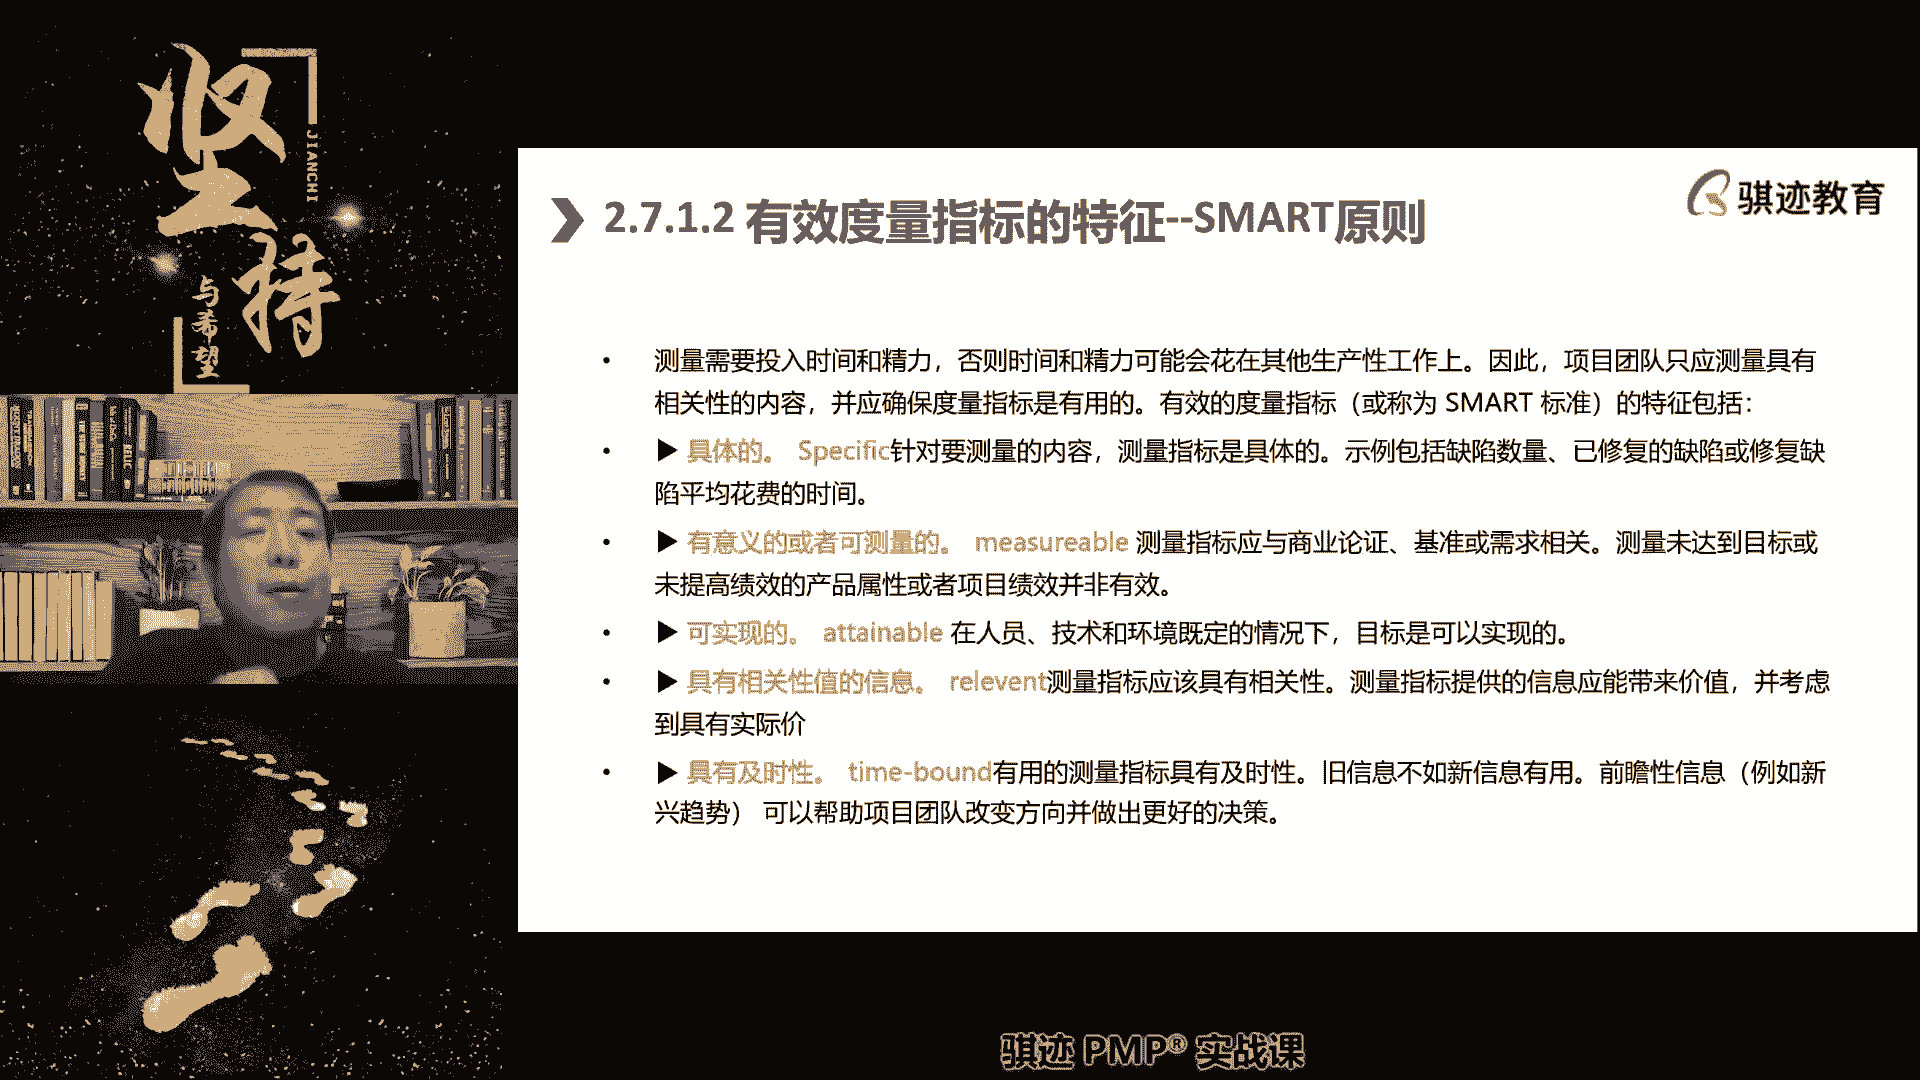 坚持
JIANCHI
与希望
骐迹教育
2.7.1.2 有效度量指标的特征--SMART原则
• 测量需要投入时间和精力，否则时间和精力可能会花在其他生产性工作上。因此，项目团队只应测量具有
相关性的内容，并应确保度量指标是有用的。有效的度量指标（或称为 SMART 标准）的特征包括：
• ▶ 具体的。 Specific针对要测量的内容，测量指标是具体的。示例包括缺陷数量、已修复的缺陷或修复缺
陷平均花费的时间。
• ▶ 有意义的或者可测量的。 measureable 测量指标应与商业论证、基准或需求相关。测量未达到目标或
未提高绩效的产品属性或者项目绩效并非有效。
• ▶ 可实现的。 attainable 在人员、技术和环境既定的情况下，目标是可以实现的。
• ▶ 具有相关性值的信息。 relevent测量指标应该具有相关性。测量指标提供的信息应能带来价值，并考虑
到具有实际价
• ▶ 具有及时性。 time-bound有用的测量指标具有及时性。旧信息不如新信息有用。前瞻性信息（例如新
兴趋势） 可以帮助项目团队改变方向并做出更好的决策。
骐迹 PMP® 实战课